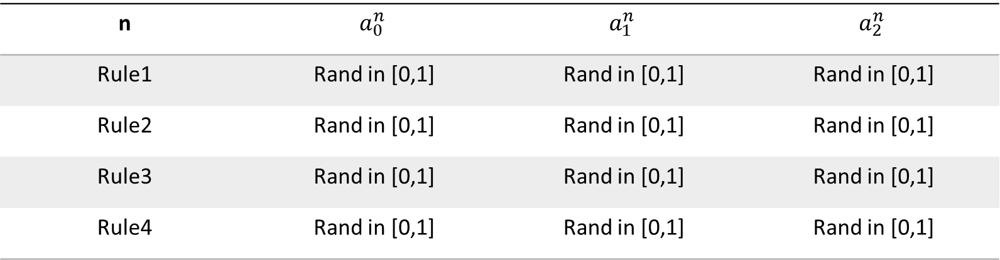 n $a_0^n$ $a_1^n$ $a_2^n$
Rule1 Rand in [0,1] Rand in [0,1] Rand in [0,1]
Rule2 Rand in [0,1] Rand in [0,1] Rand in [0,1]
Rule3 Rand in [0,1] Rand in [0,1] Rand in [0,1]
Rule4 Rand in [0,1] Rand in [0,1] Rand in [0,1]